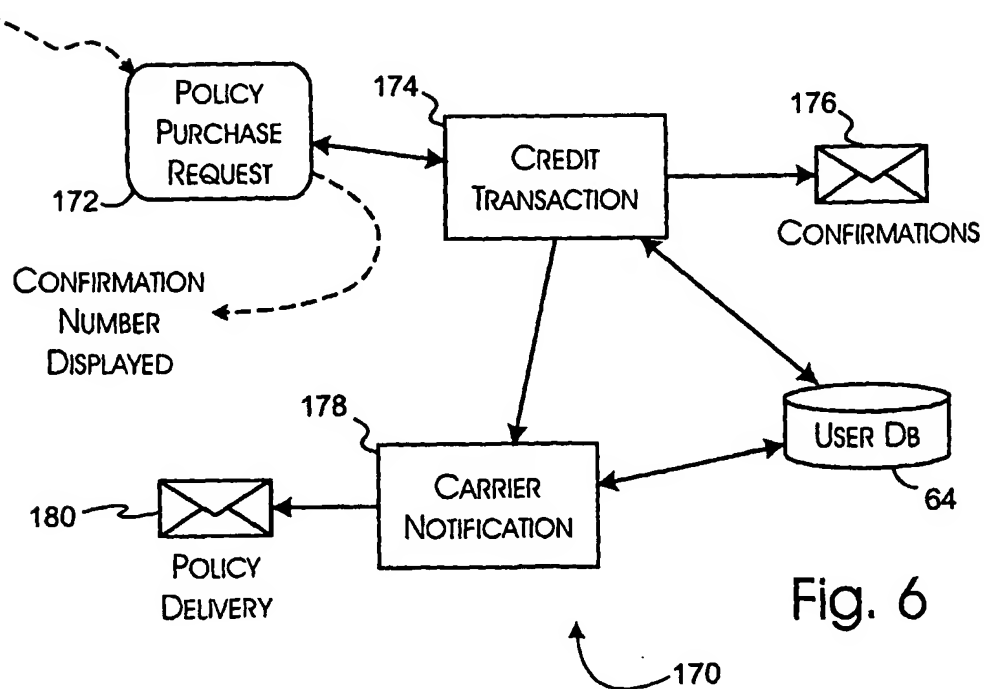 POLICY
PURCHASE
REQUEST
172
174
CREDIT
TRANSACTION
176
CONFIRMATIONS
CONFIRMATION
NUMBER
DISPLAYED
178
CARRIER
NOTIFICATION
USER DB
64
180
POLICY
DELIVERY
Fig. 6
170